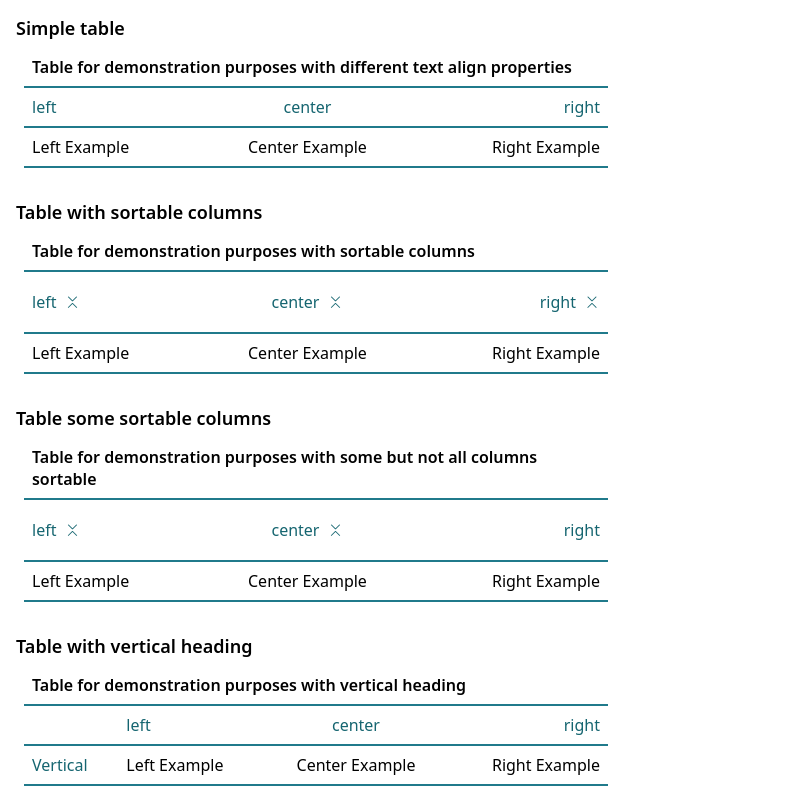 Simple table
Table for demonstration purposes with different text align properties
left center right
Left Example Center Example Right Example
Table with sortable columns
Table for demonstration purposes with sortable columns
left center right
Left Example Center Example Right Example
Table some sortable columns
Table for demonstration purposes with some but not all columns
sortable
left center right
Left Example Center Example Right Example
Table with vertical heading
Table for demonstration purposes with vertical heading
left center right
Vertical Left Example Center Example Right Example